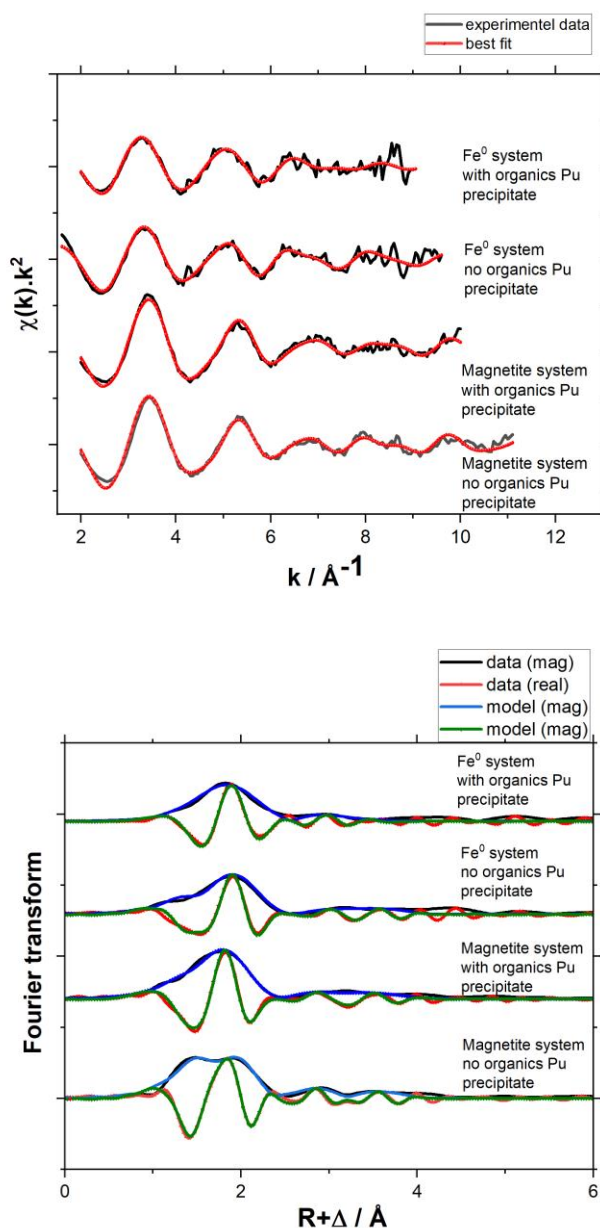 experimentel data
best fit
Fe⁰ system
with organics Pu
precipitate
Fe⁰ system
no organics Pu
precipitate
Magnetite system
with organics Pu
precipitate
Magnetite system
no organics Pu
precipitate
χ(k).k²
2 4 6 8 10 12
k / Å⁻¹
data (mag)
data (real)
model (mag)
model (mag)
Fe⁰ system
with organics Pu
precipitate
Fe⁰ system
no organics Pu
precipitate
Magnetite system
with organics Pu
precipitate
Magnetite system
no organics Pu
precipitate
Fourier transform
0 2 4 6
R+Δ / Å